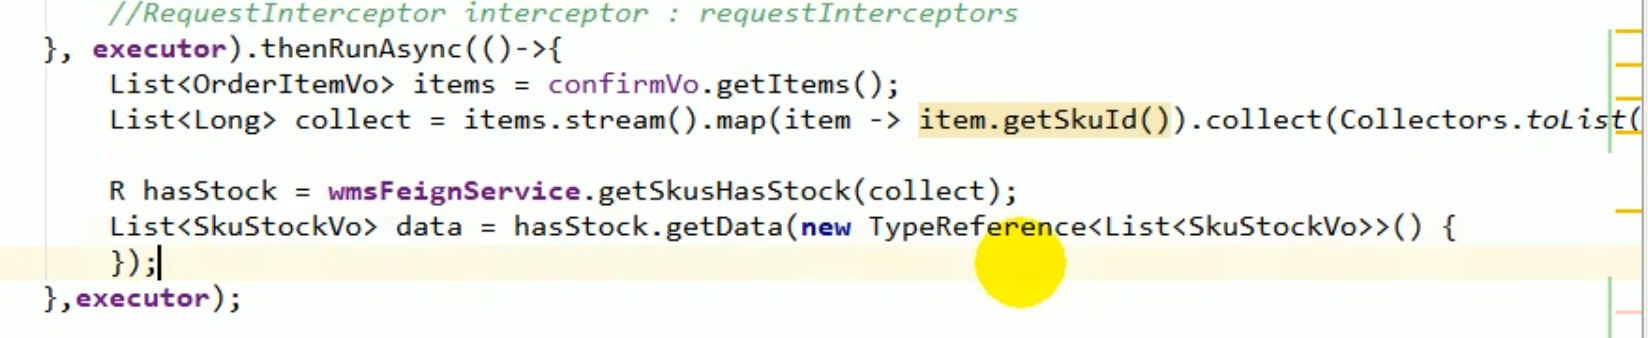 //RequestInterceptor interceptor : requestInterceptors
}, executor).thenRunAsync(()->{
List<OrderItemVo> items = confirmVo.getItems();
List<Long> collect = items.stream().map(item -> item.getSkuId()).collect(Collectors.toList(
R hasStock = wmsFeignService.getSkusHasStock(collect);
List<SkuStockVo> data = hasStock.getData(new TypeReference<List<SkuStockVo>>() {
});
},executor);